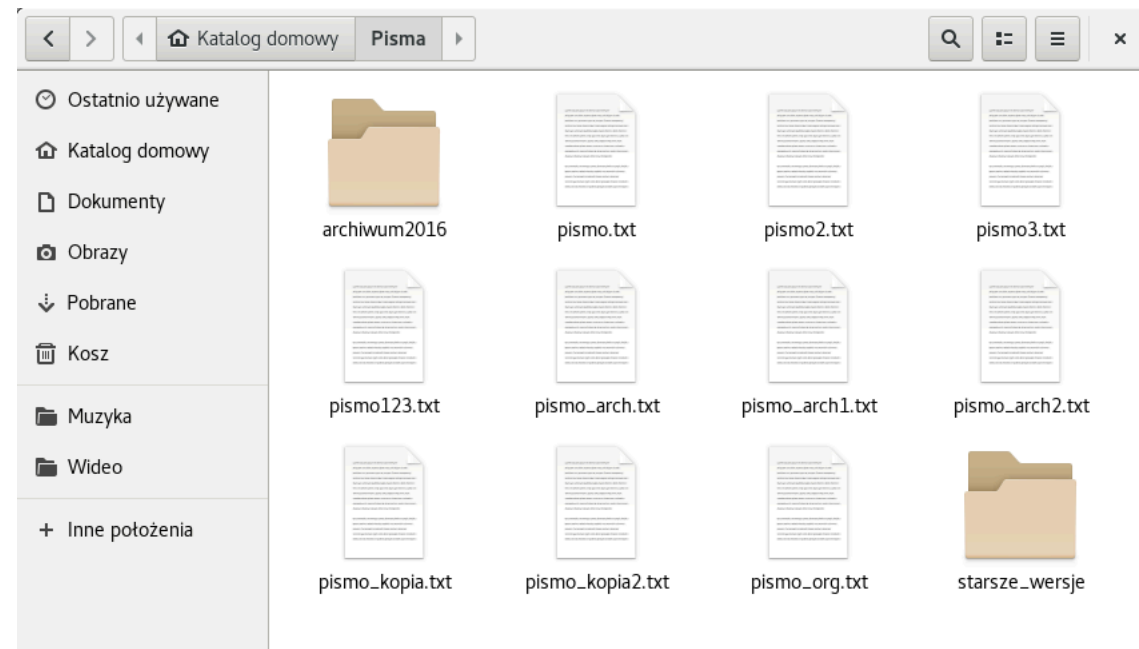 Katalog domowy Pisma
Ostatnio używane
Katalog domowy
Dokumenty
Obrazy
Pobrane
Kosz
Muzyka
Wideo
Inne położenia
archiwum2016 pismo.txt pismo2.txt pismo3.txt
pismo123.txt pismo_arch.txt pismo_arch1.txt pismo_arch2.txt
pismo_kopia.txt pismo_kopia2.txt pismo_org.txt starsze_wersje